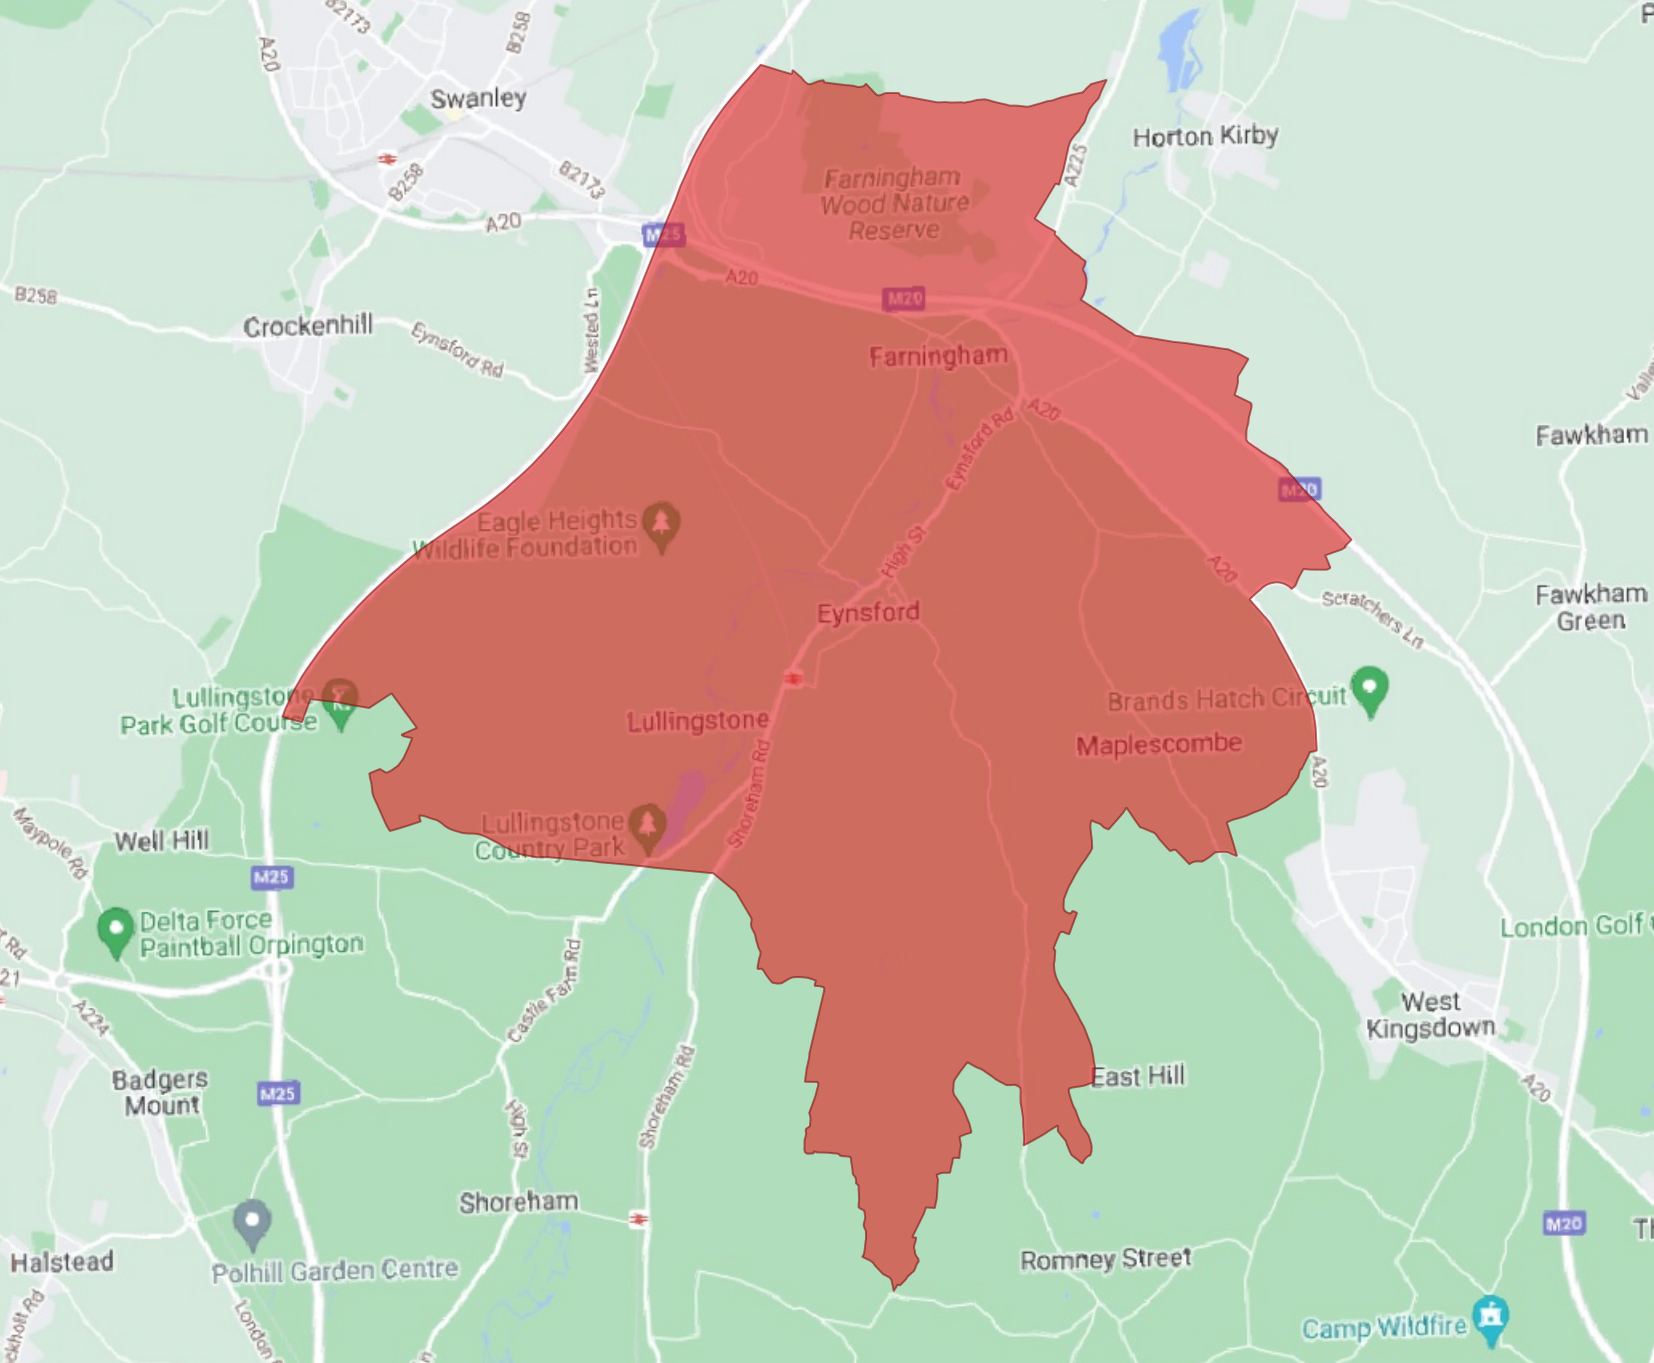 B2173
B258
A20
Swanley
B258
B2173
A20
M25
Horton Kirby
A225
Farningham
Wood Nature
Reserve
A20
M20
B258
Crockenhill
Eynsford Rd
Wested Ln
Farningham
A20
Eynsford Rd
Fawkham
M20
Eagle Heights
Wildlife Foundation
High St
A20
Eynsford
Scratchers Ln
Fawkham
Green
Lullingstone
Park Golf Course
Lullingstone
Brands Hatch Circuit
Maplescombe
A20
Shoreham Rd
Lullingstone
Country Park
Maypole Rd
Well Hill
M25
Delta Force
Paintball Orpington
London Golf
Rd
21
A224
Castle Farm Rd
West
Kingsdown
Badgers
Mount
M25
High St
Shoreham Rd
East Hill
A20
Shoreham
Halstead
Polhill Garden Centre
Romney Street
M20
Camp Wildfire
London